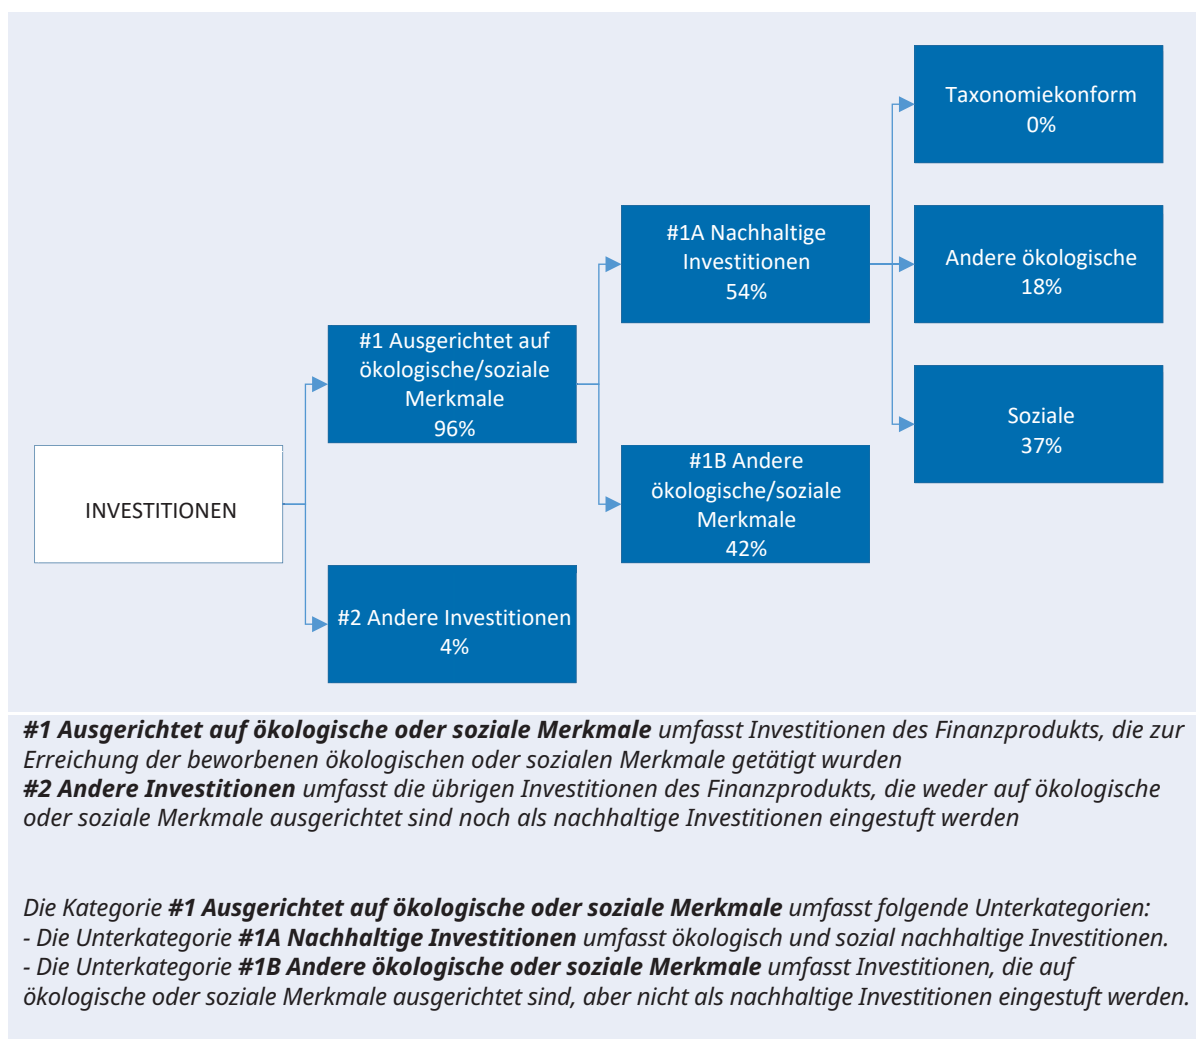 Taxonomiekonform
0%
#1A Nachhaltige
Investitionen
54%
Andere ökologische
18%
#1 Ausgerichtet auf
ökologische/soziale
Merkmale
96%
Soziale
37%
#1B Andere
ökologische/soziale
Merkmale
42%
INVESTITIONEN
#2 Andere Investitionen
4%
#1 Ausgerichtet auf ökologische oder soziale Merkmale umfasst Investitionen des Finanzprodukts, die zur
Erreichung der beworbenen ökologischen oder sozialen Merkmale getätigt wurden
#2 Andere Investitionen umfasst die übrigen Investitionen des Finanzprodukts, die weder auf ökologische
oder soziale Merkmale ausgerichtet sind noch als nachhaltige Investitionen eingestuft werden
Die Kategorie #1 Ausgerichtet auf ökologische oder soziale Merkmale umfasst folgende Unterkategorien:
- Die Unterkategorie #1A Nachhaltige Investitionen umfasst ökologisch und sozial nachhaltige Investitionen.
- Die Unterkategorie #1B Andere ökologische oder soziale Merkmale umfasst Investitionen, die auf
ökologische oder soziale Merkmale ausgerichtet sind, aber nicht als nachhaltige Investitionen eingestuft werden.